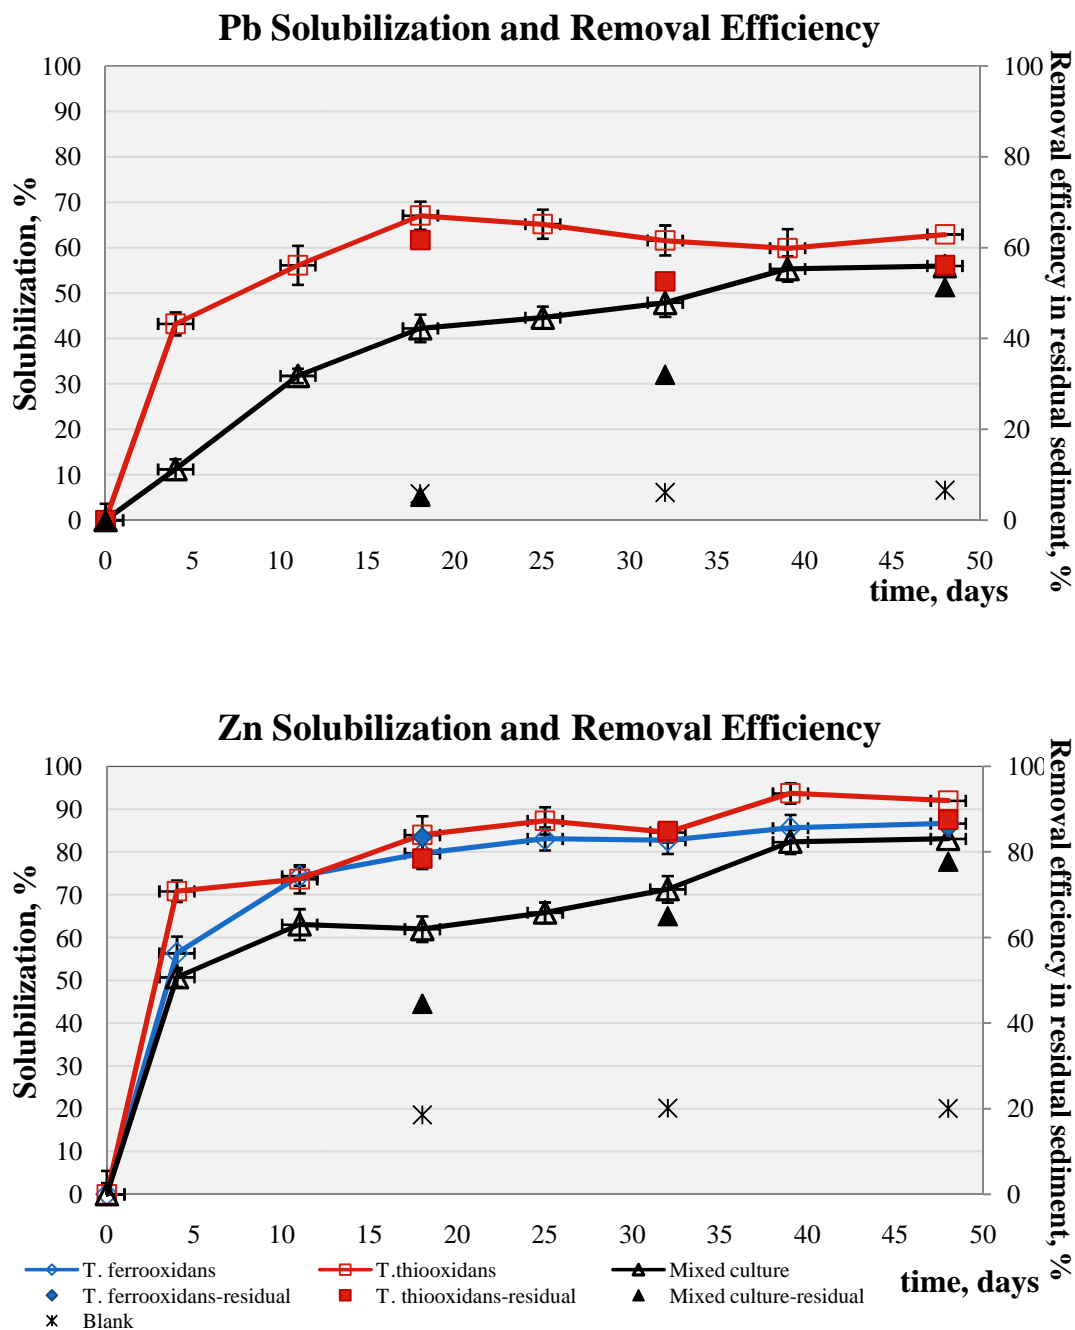 Pb Solubilization and Removal Efficiency
Solubilization, %
100
90
80
70
60
50
40
30
20
10
0
100
80
60
40
20
0
Removal efficiency in residual sediment, %
0 5 10 15 20 25 30 35 40 45 50
time, days
Zn Solubilization and Removal Efficiency
Solubilization, %
100
90
80
70
60
50
40
30
20
10
0
100
80
60
40
20
0
Removal efficiency in residual sediment, %
0 5 10 15 20 25 30 35 40 45 50
time, days
T. ferrooxidans T.thiooxidans Mixed culture
T. ferrooxidans-residual T. thiooxidans-residual Mixed culture-residual
Blank